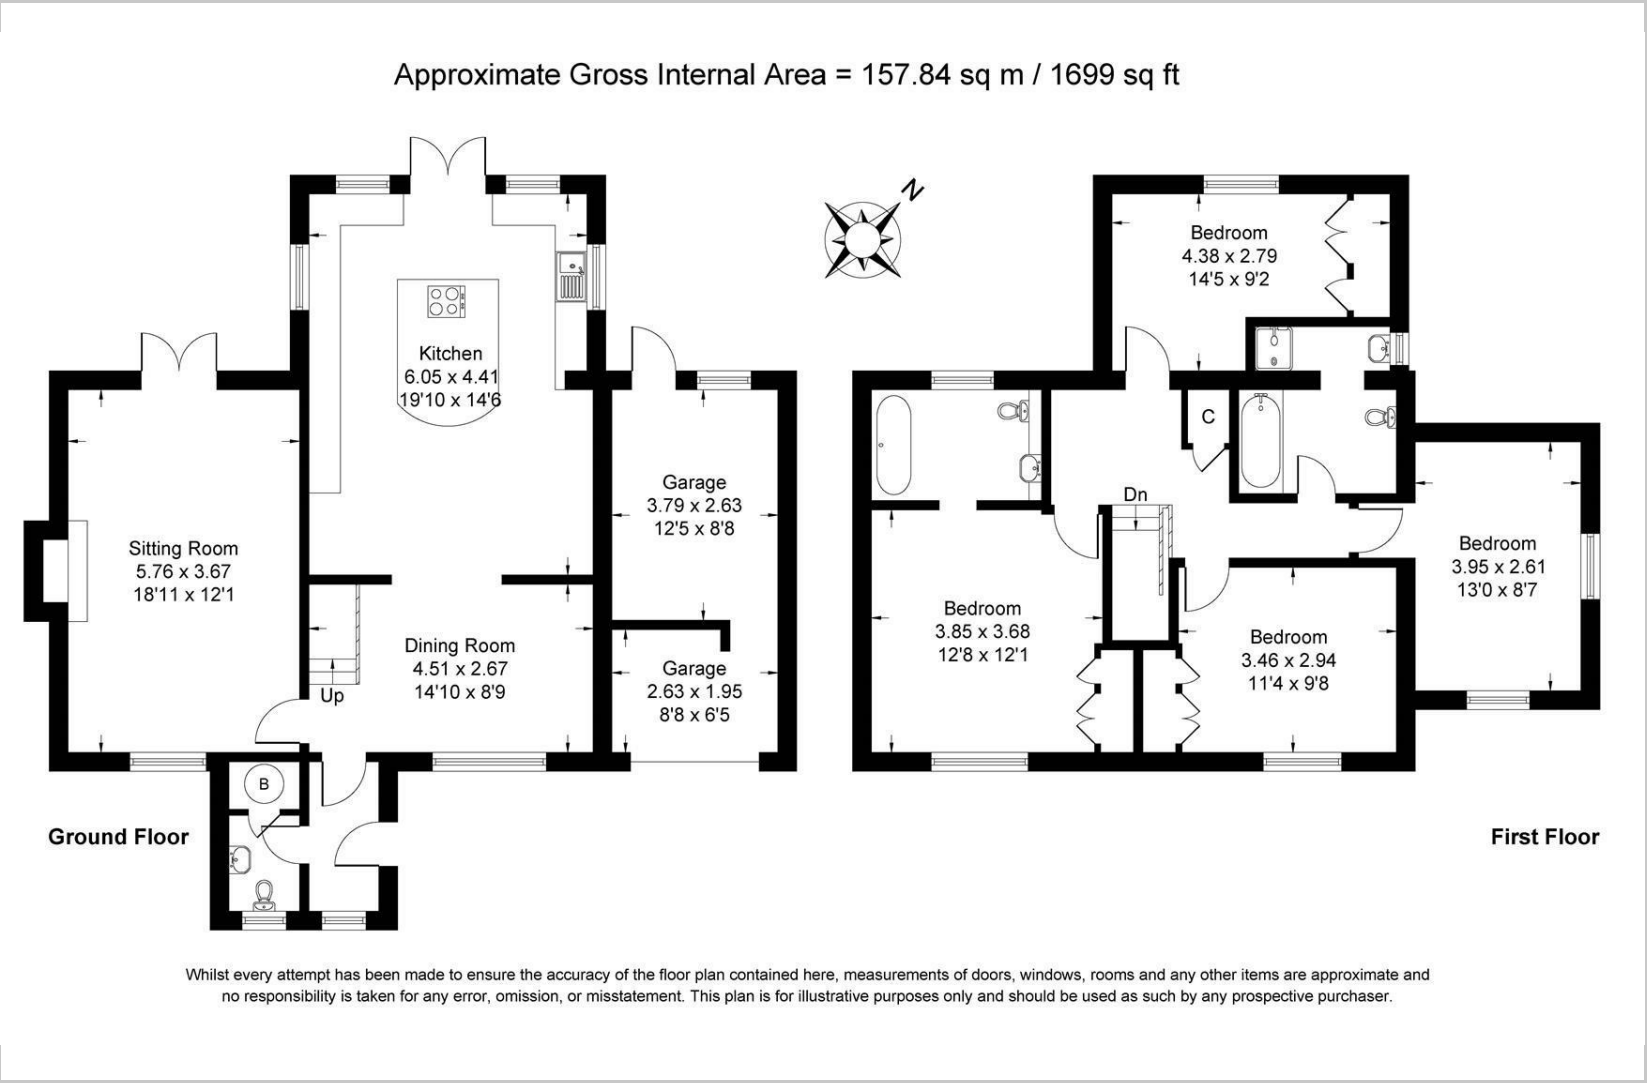 Approximate Gross Internal Area = 157.84 sq m / 1699 sq ft
N
Kitchen
6.05 x 4.41
19'10 x 14'6
Sitting Room
5.76 x 3.67
18'11 x 12'1
Garage
3.79 x 2.63
12'5 x 8'8
Dining Room
4.51 x 2.67
14'10 x 8'9
Up
Garage
2.63 x 1.95
8'8 x 6'5
B
Ground Floor
Bedroom
4.38 x 2.79
14'5 x 9'2
C
Dn
Bedroom
3.95 x 2.61
13'0 x 8'7
Bedroom
3.85 x 3.68
12'8 x 12'1
Bedroom
3.46 x 2.94
11'4 x 9'8
First Floor
Whilst every attempt has been made to ensure the accuracy of the floor plan contained here, measurements of doors, windows, rooms and any other items are approximate and
no responsibility is taken for any error, omission, or misstatement. This plan is for illustrative purposes only and should be used as such by any prospective purchaser.